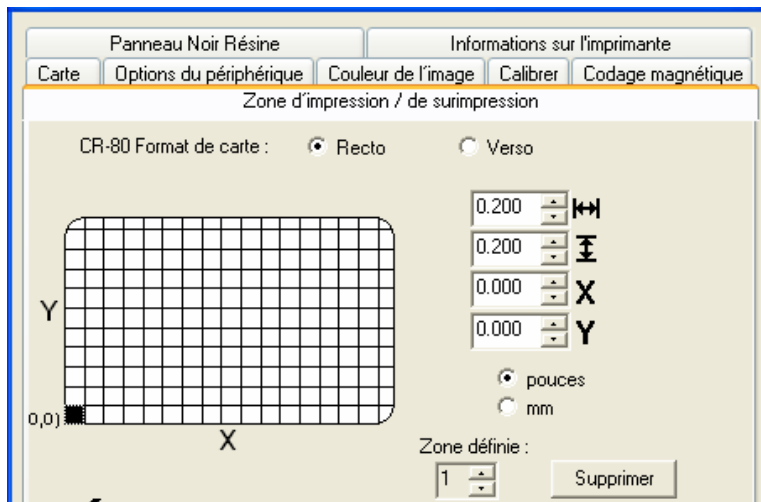 Panneau Noir Résine Informations sur l'imprimante
Carte Options du périphérique Couleur de l'image Calibrer Codage magnétique
Zone d'impression / de surimpression
CR-80 Format de carte : Recto Verso
0.200
0.200
0.000 X
0.000 Y
Y
pouces
mm
0,0)
X
Zone définie :
1 Supprimer